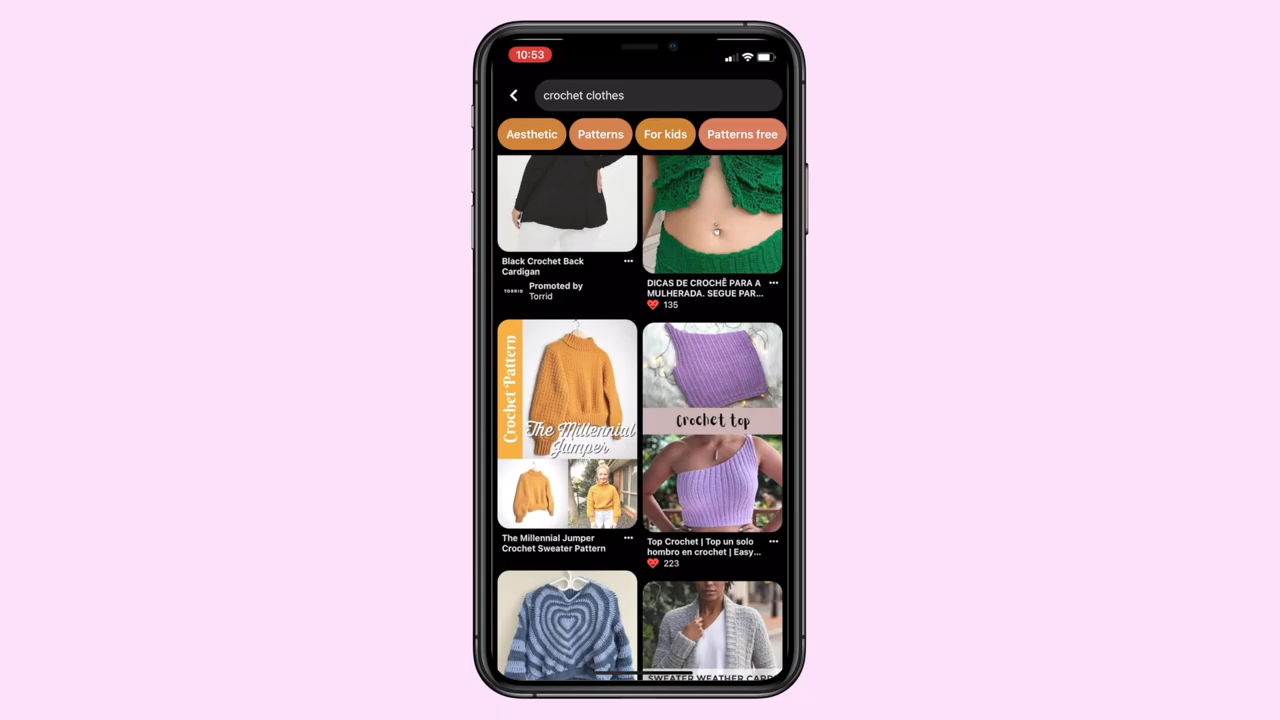 10:53
crochet clothes
Aesthetic
Patterns
For kids
Patterns free
Black Crochet Back
Cardigan
TORRID
Promoted by
Torrid
DICAS DE CROCHÊ PARA A
MULHERADA. SEGUE PAR...
135
Crochet Pattern
The Millennial
Jumper
The Millennial Jumper
Crochet Sweater Pattern
Crochet top
Top Crochet | Top un solo
hombro en crochet | Easy...
223
SWEATER WEATHER CARD